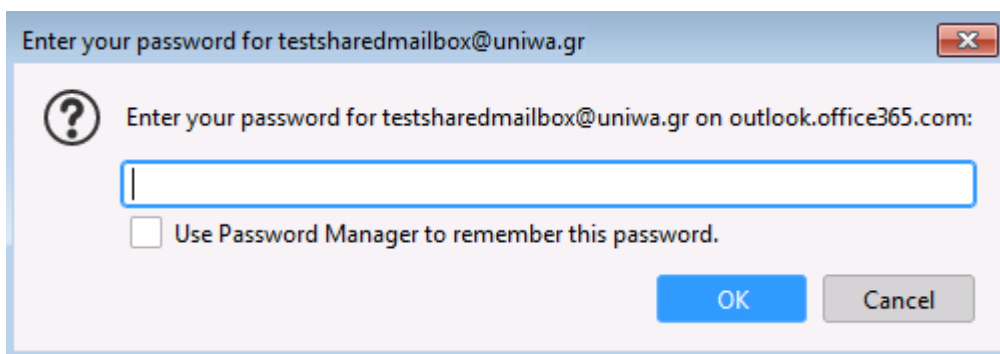 Enter your password for testsharedmailbox@uniwa.gr
Enter your password for testsharedmailbox@uniwa.gr on outlook.office365.com:
Use Password Manager to remember this password.
OK
Cancel